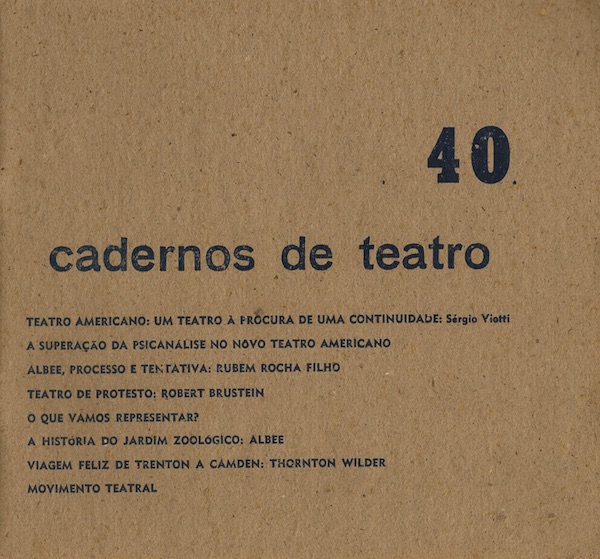 40
cadernos de teatro
TEATRO AMERICANO: UM TEATRO À PROCURA DE UMA CONTINUIDADE: Sérgio Viotti
A SUPERAÇÃO DA PSICANÁLISE NO NOVO TEATRO AMERICANO
ALBEE, PROCESSO E TENTATIVA: RUBEM ROCHA FILHO
TEATRO DE PROTESTO: ROBERT BRUSTEIN
O QUE VAMOS REPRESENTAR?
A HISTÓRIA DO JARDIM ZOOLÓGICO: ALBEE
VIAGEM FELIZ DE TRENTON A CAMDEN: THORNTON WILDER
MOVIMENTO TEATRAL